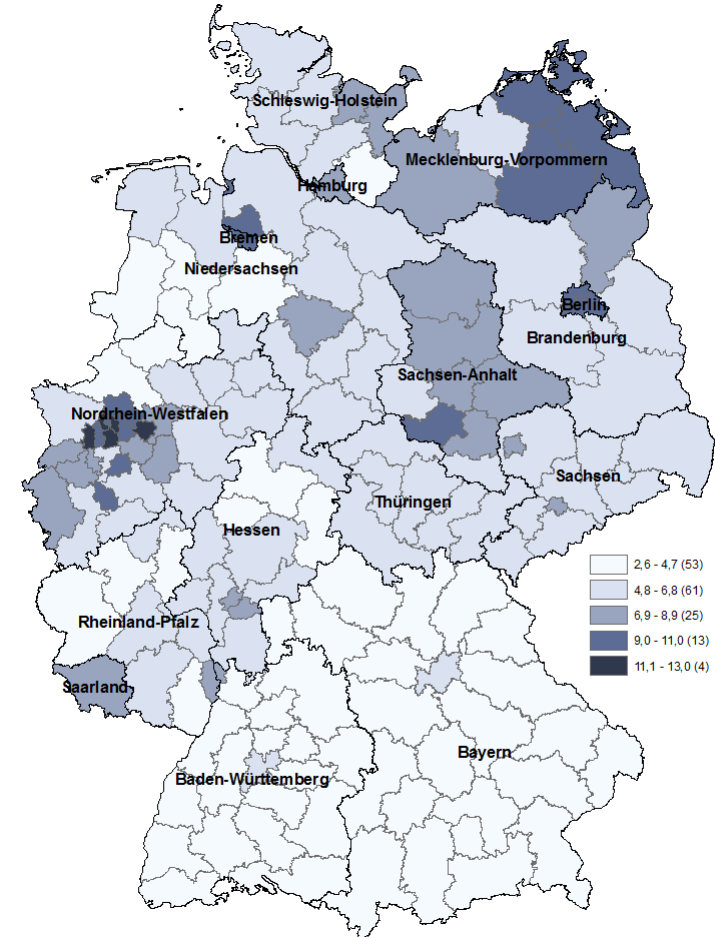 Schleswig-Holstein
Mecklenburg-Vorpommern
Hamburg
Bremen
Niedersachsen
Berlin
Brandenburg
Sachsen-Anhalt
Nordrhein-Westfalen
Sachsen
Thüringen
Hessen
Rheinland-Pfalz
Saarland
Bayern
Baden-Württemberg
2,6 - 4,7 (53)
4,8 - 6,8 (61)
6,9 - 8,9 (25)
9,0 - 11,0 (13)
11,1 - 13,0 (4)